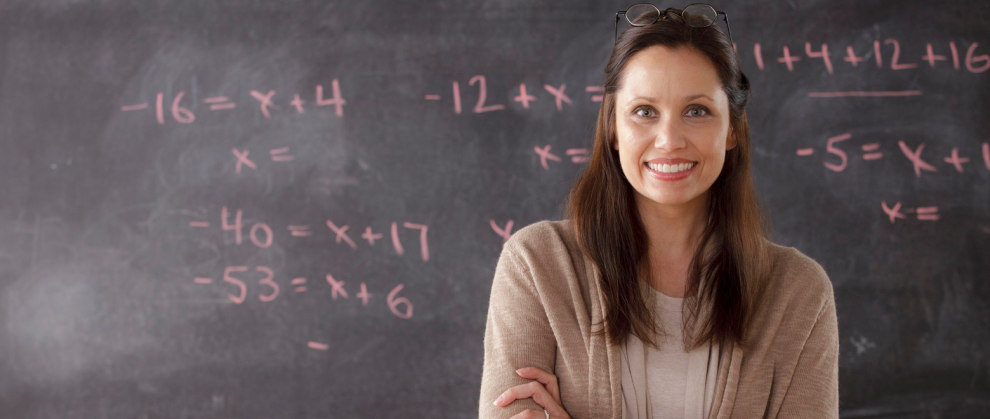 -16 = x + 4
x =
-40 = x + 17
-53 = x + 6
-
-12 + x =
x =
x
1 + 4 + 12 + 16
-5 = x +
x =